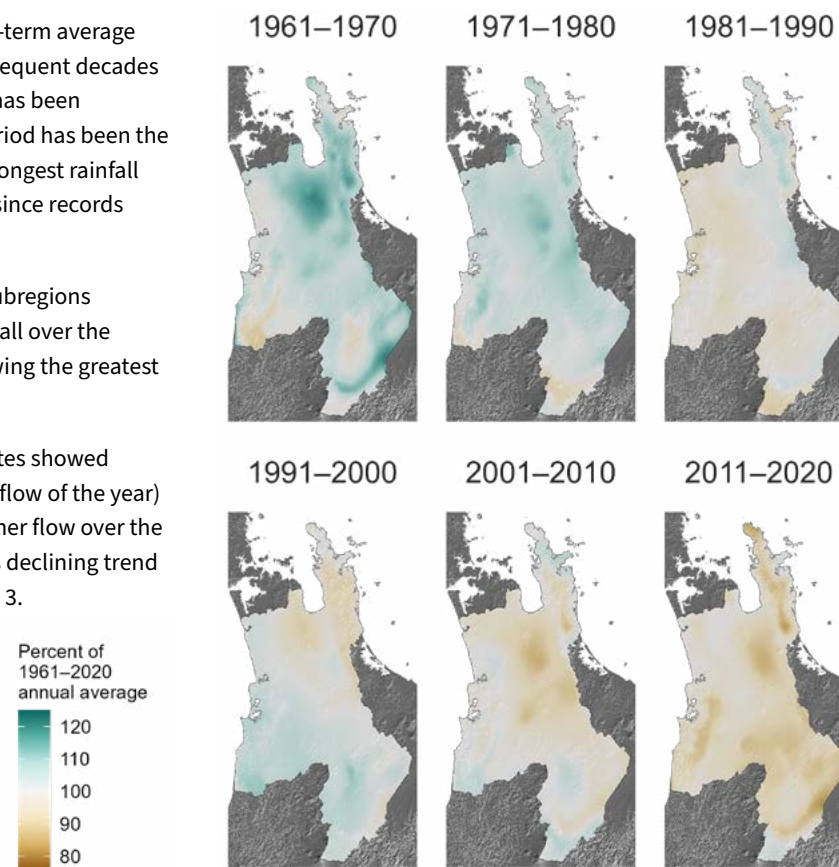 -term average
equent decades
has been
riod has been the
ongest rainfall
since records
ubregions
all over the
ving the greatest
tes showed
flow of the year)
ner flow over the
s declining trend
3.
1961–1970
1971–1980
1981–1990
1991–2000
2001–2010
2011–2020
Percent of
1961–2020
annual average
120
110
100
90
80